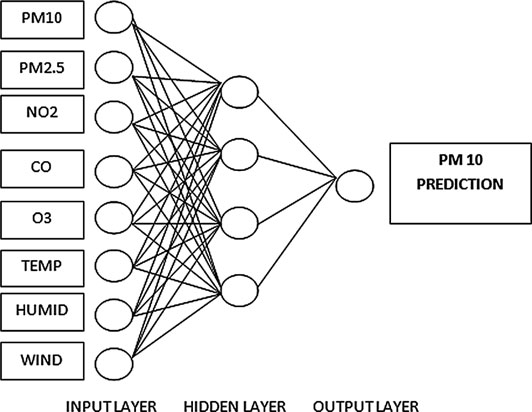 PM10
PM2.5
NO2
CO
O3
TEMP
HUMID
WIND
PM 10
PREDICTION
INPUT LAYER HIDDEN LAYER OUTPUT LAYER